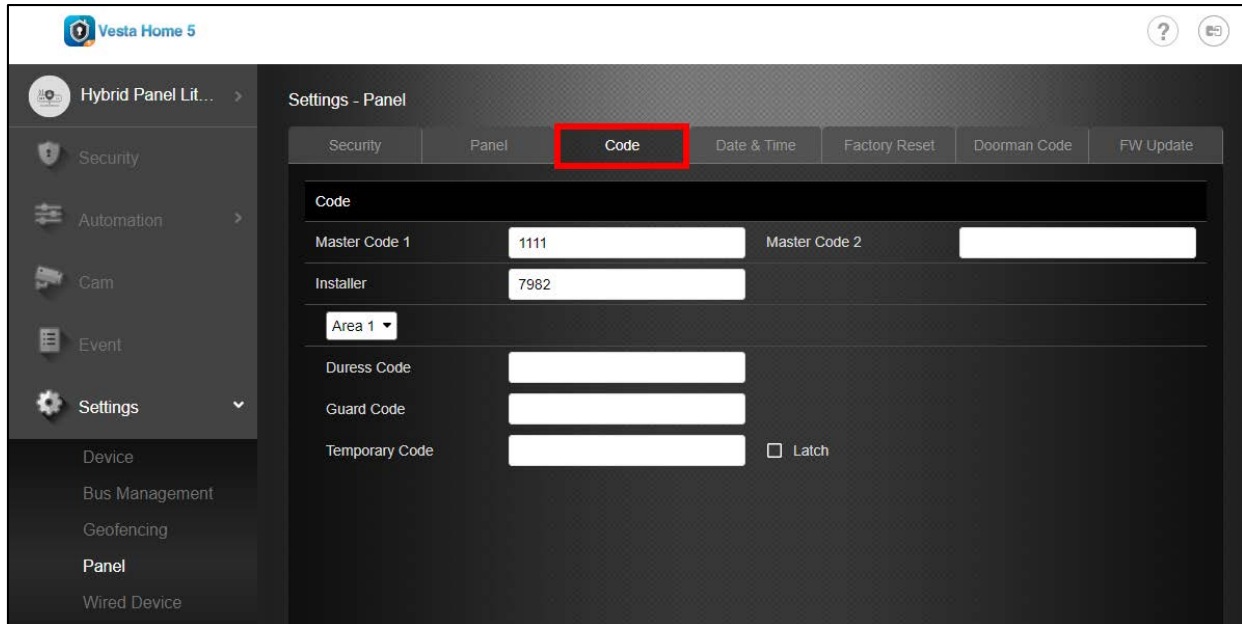 Vesta Home 5
?
Hybrid Panel Lit... >
Settings - Panel
Security Panel Code Date & Time Factory Reset Doorman Code FW Update
Security
Automation >
Cam
Event
Settings
Device
Bus Management
Geofencing
Panel
Wired Device
Code
Master Code 1 1111 Master Code 2
Installer 7982
Area 1
Duress Code
Guard Code
Temporary Code Latch